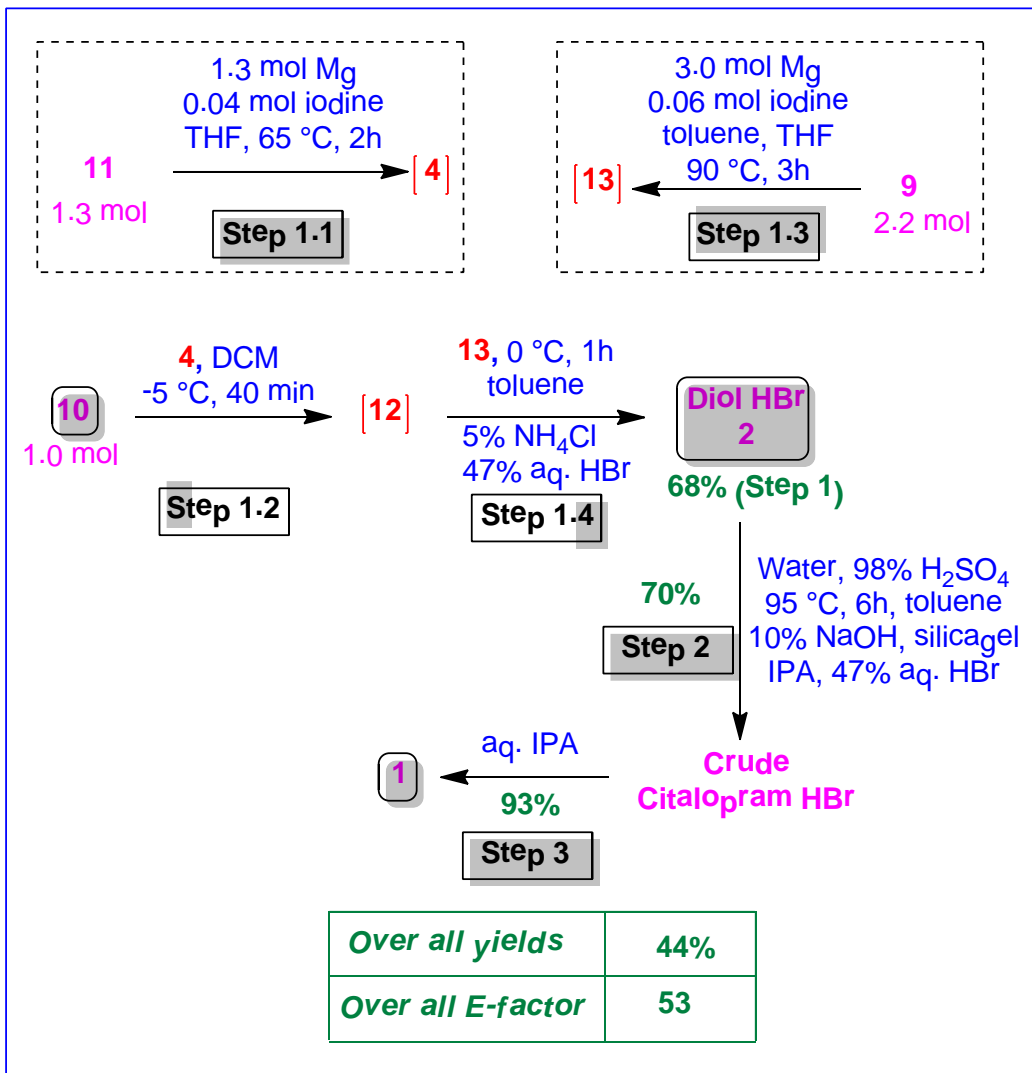 1.3 mol Mg
0.04 mol iodine
THF, 65 °C, 2h
11
[4]
1.3 mol
Step 1.1
3.0 mol Mg
0.06 mol iodine
toluene, THF
90 °C, 3h
[13]
9
2.2 mol
Step 1.3
4, DCM
-5 °C, 40 min
10
[12]
1.0 mol
Step 1.2
13, 0 °C, 1h
toluene
5% NH₄Cl
47% aq. HBr
Step 1.4
Diol HBr
2
68% (Step 1)
70%
Step 2
Water, 98% H₂SO₄
95 °C, 6h, toluene
10% NaOH, silicagel
IPA, 47% aq. HBr
Crude
Citalopram HBr
aq. IPA
1
93%
Step 3
Over all yields 44%
Over all E-factor 53